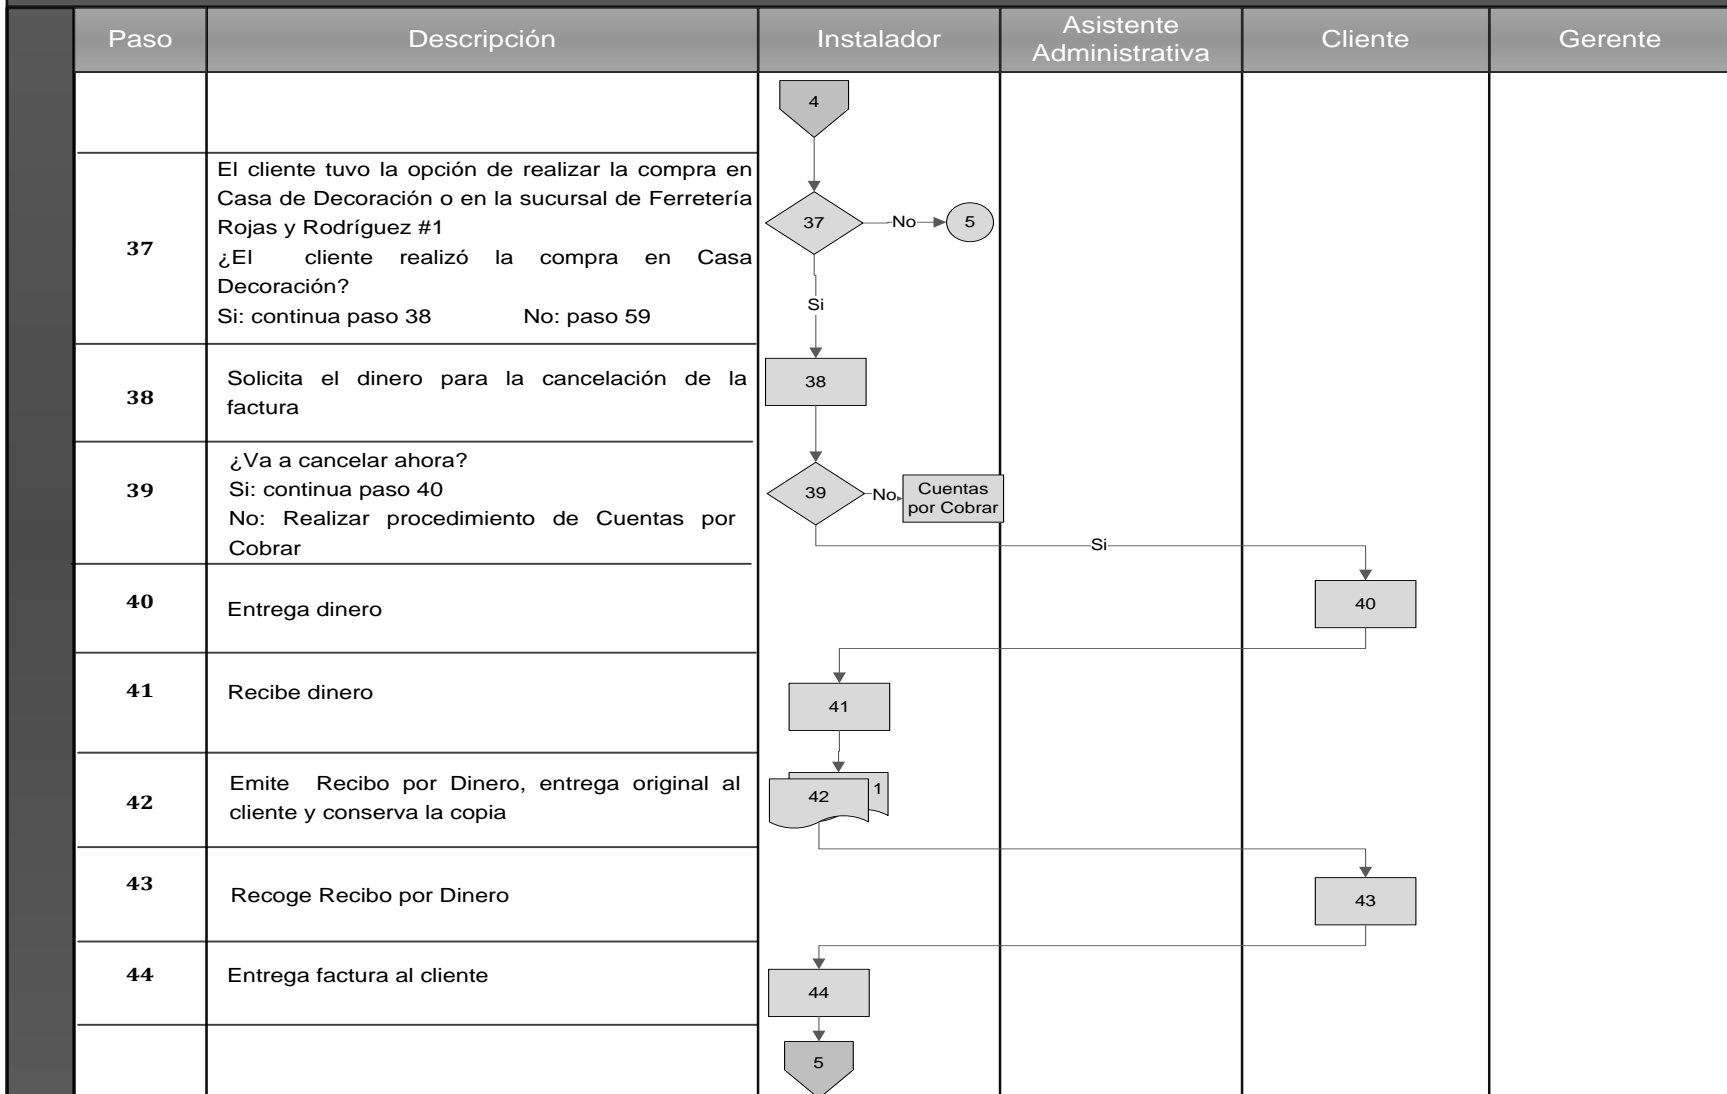 Paso Descripción Instalador Asistente Administrativa Cliente Gerente
4
37
El cliente tuvo la opción de realizar la compra en
Casa de Decoración o en la sucursal de Ferretería
Rojas y Rodríguez #1
¿El cliente realizó la compra en Casa
Decoración?
Si: continua paso 38 No: paso 59
37
No
5
Si
38
Solicita el dinero para la cancelación de la
factura
38
39
¿Va a cancelar ahora?
Si: continua paso 40
No: Realizar procedimiento de Cuentas por
Cobrar
39
No
Cuentas
por Cobrar
Si
40
Entrega dinero
40
41
Recibe dinero
41
42
Emite Recibo por Dinero, entrega original al
cliente y conserva la copia
42
1
43
Recoge Recibo por Dinero
43
44
Entrega factura al cliente
44
5